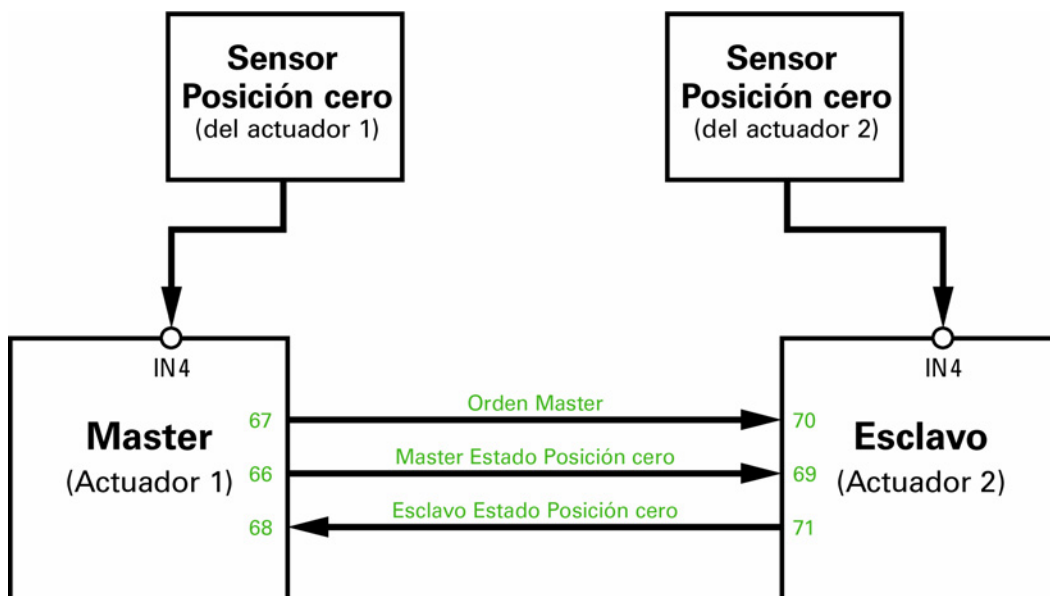 Sensor
Posición cero
(del actuador 1)
Sensor
Posición cero
(del actuador 2)
IN4
IN4
Master
(Actuador 1)
67
Orden Master
70
66
Master Estado Posición cero
69
68
Esclavo Estado Posición cero
71
Esclavo
(Actuador 2)